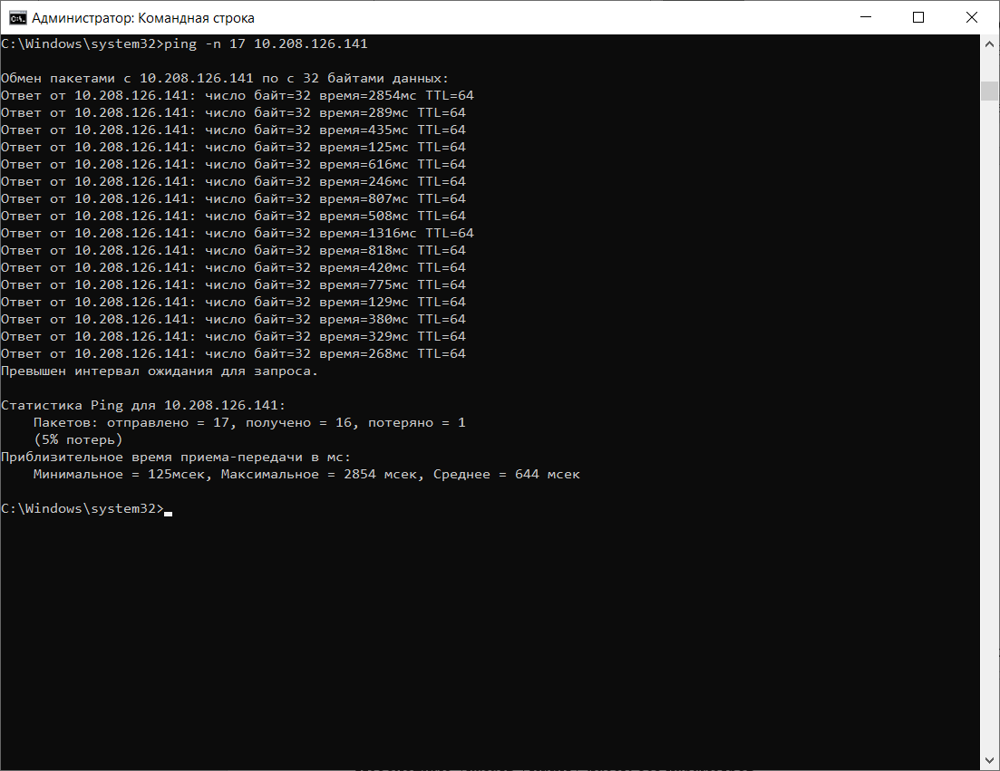 Администратор: Командная строка
C:\Windows\system32>ping -n 17 10.208.126.141
Обмен пакетами с 10.208.126.141 по с 32 байтами данных:
Ответ от 10.208.126.141: число байт=32 время=2854мс TTL=64
Ответ от 10.208.126.141: число байт=32 время=289мс TTL=64
Ответ от 10.208.126.141: число байт=32 время=435мс TTL=64
Ответ от 10.208.126.141: число байт=32 время=125мс TTL=64
Ответ от 10.208.126.141: число байт=32 время=616мс TTL=64
Ответ от 10.208.126.141: число байт=32 время=246мс TTL=64
Ответ от 10.208.126.141: число байт=32 время=807мс TTL=64
Ответ от 10.208.126.141: число байт=32 время=508мс TTL=64
Ответ от 10.208.126.141: число байт=32 время=1316мс TTL=64
Ответ от 10.208.126.141: число байт=32 время=818мс TTL=64
Ответ от 10.208.126.141: число байт=32 время=420мс TTL=64
Ответ от 10.208.126.141: число байт=32 время=775мс TTL=64
Ответ от 10.208.126.141: число байт=32 время=129мс TTL=64
Ответ от 10.208.126.141: число байт=32 время=380мс TTL=64
Ответ от 10.208.126.141: число байт=32 время=329мс TTL=64
Ответ от 10.208.126.141: число байт=32 время=268мс TTL=64
Превышен интервал ожидания для запроса.
Статистика Ping для 10.208.126.141:
Пакетов: отправлено = 17, получено = 16, потеряно = 1
(5% потерь)
Приблизительное время приема-передачи в мс:
Минимальное = 125мсек, Максимальное = 2854 мсек, Среднее = 644 мсек
C:\Windows\system32>